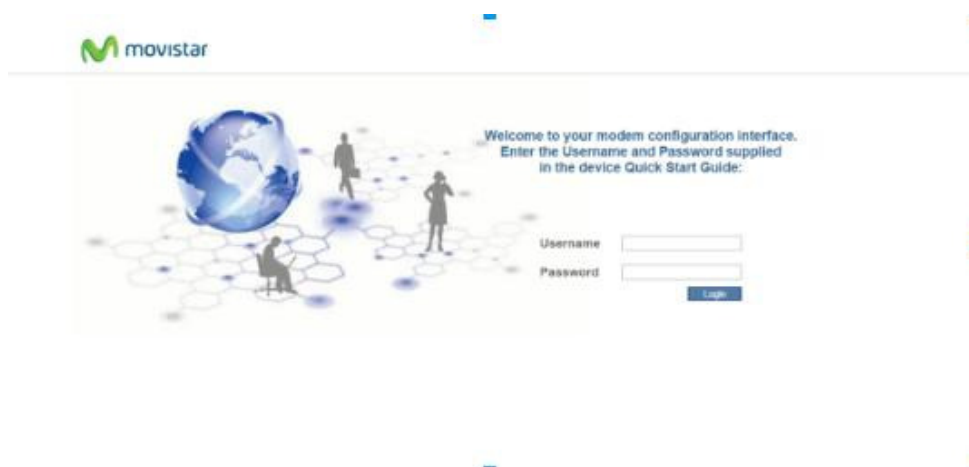 movistar
Welcome to your modem configuration interface.
Enter the Username and Password supplied
in the device Quick Start Guide:
Username
Password
Login